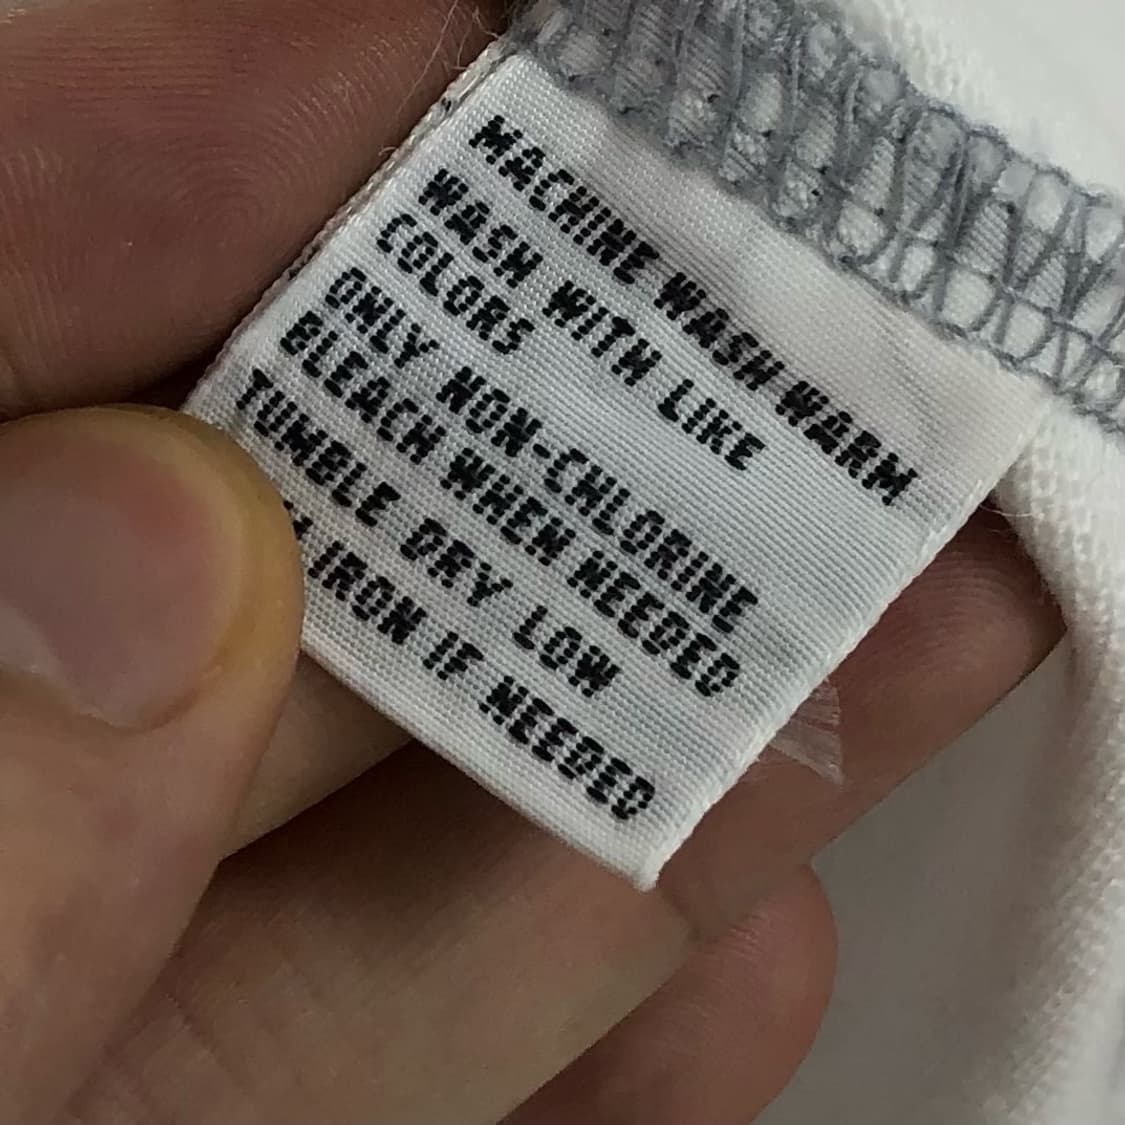 MACHINE WASH WARM
WASH WITH LIKE
COLORS
ONLY NON-CHLORINE
BLEACH WHEN NEEDED
TUMBLE DRY LOW
IRON IF NEEDED